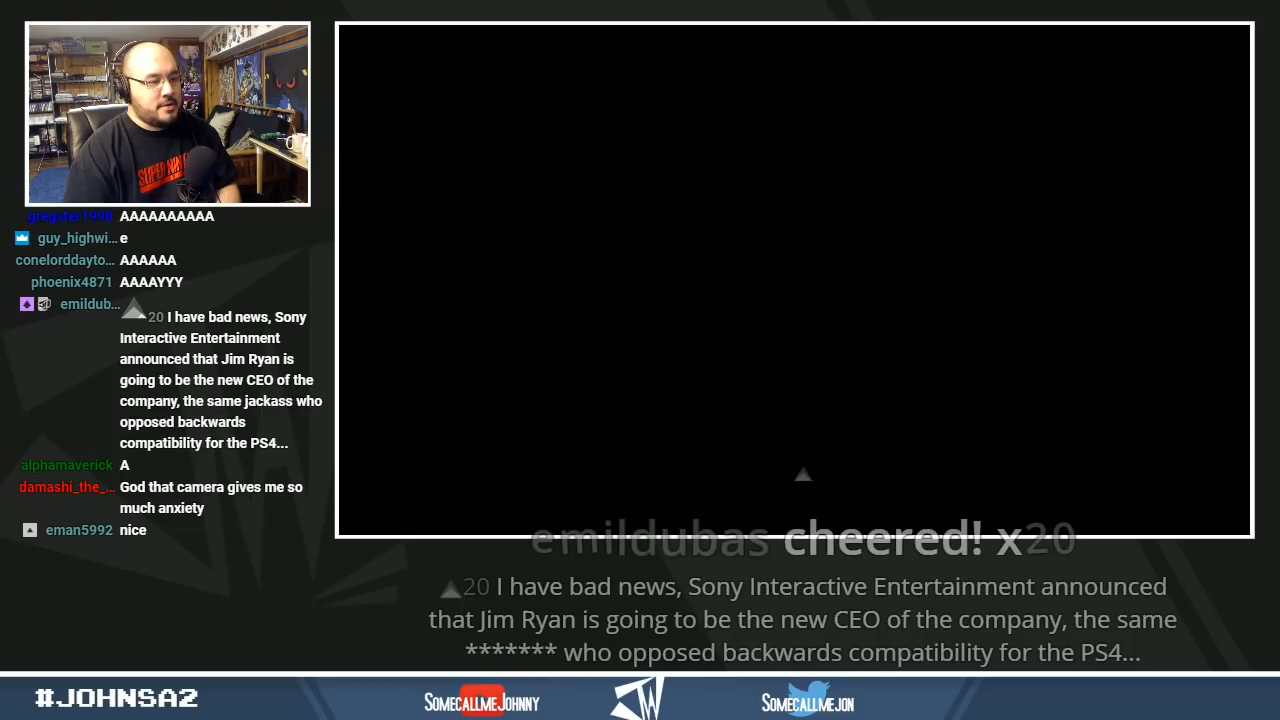 gregster1998 AAAAAAAAAA
guy_highwi... e
conelorddayto... AAAAAA
phoenix4871 AAAAYYY
emildub... 20 I have bad news, Sony
Interactive Entertainment
announced that Jim Ryan is
going to be the new CEO of the
company, the same jackass who
opposed backwards
compatibility for the PS4...
alphamaverick A
damashi_the_... God that camera gives me so
much anxiety
eman5992 nice
emildubas cheered! x20
20 I have bad news, Sony Interactive Entertainment announced
that Jim Ryan is going to be the new CEO of the company, the same
******* who opposed backwards compatibility for the PS4...
#JOHNSA2
SOMECALLMEJOHNNY
SOMECALLMEJON